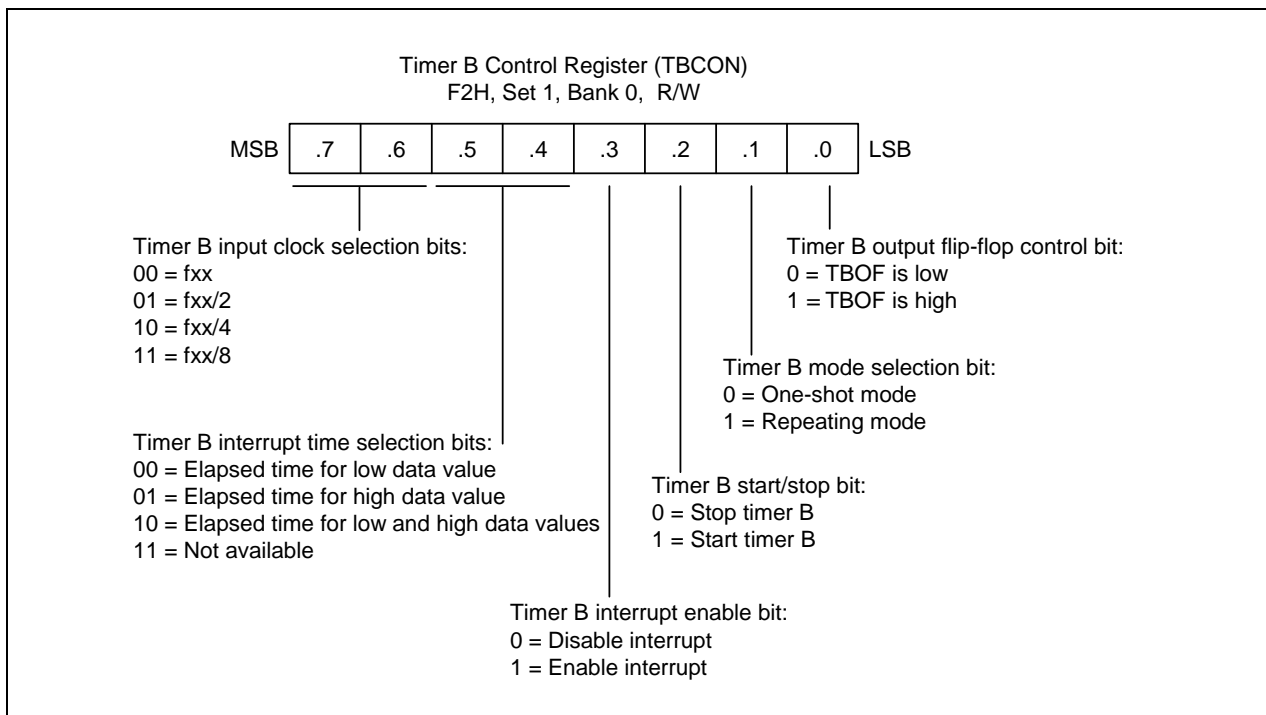 Timer B Control Register (TBCON)
F2H, Set 1, Bank 0, R/W
MSB .7 .6 .5 .4 .3 .2 .1 .0 LSB
Timer B input clock selection bits:
00 = fxx
01 = fxx/2
10 = fxx/4
11 = fxx/8
Timer B output flip-flop control bit:
0 = TBOF is low
1 = TBOF is high
Timer B mode selection bit:
0 = One-shot mode
1 = Repeating mode
Timer B interrupt time selection bits:
00 = Elapsed time for low data value
01 = Elapsed time for high data value
10 = Elapsed time for low and high data values
11 = Not available
Timer B start/stop bit:
0 = Stop timer B
1 = Start timer B
Timer B interrupt enable bit:
0 = Disable interrupt
1 = Enable interrupt